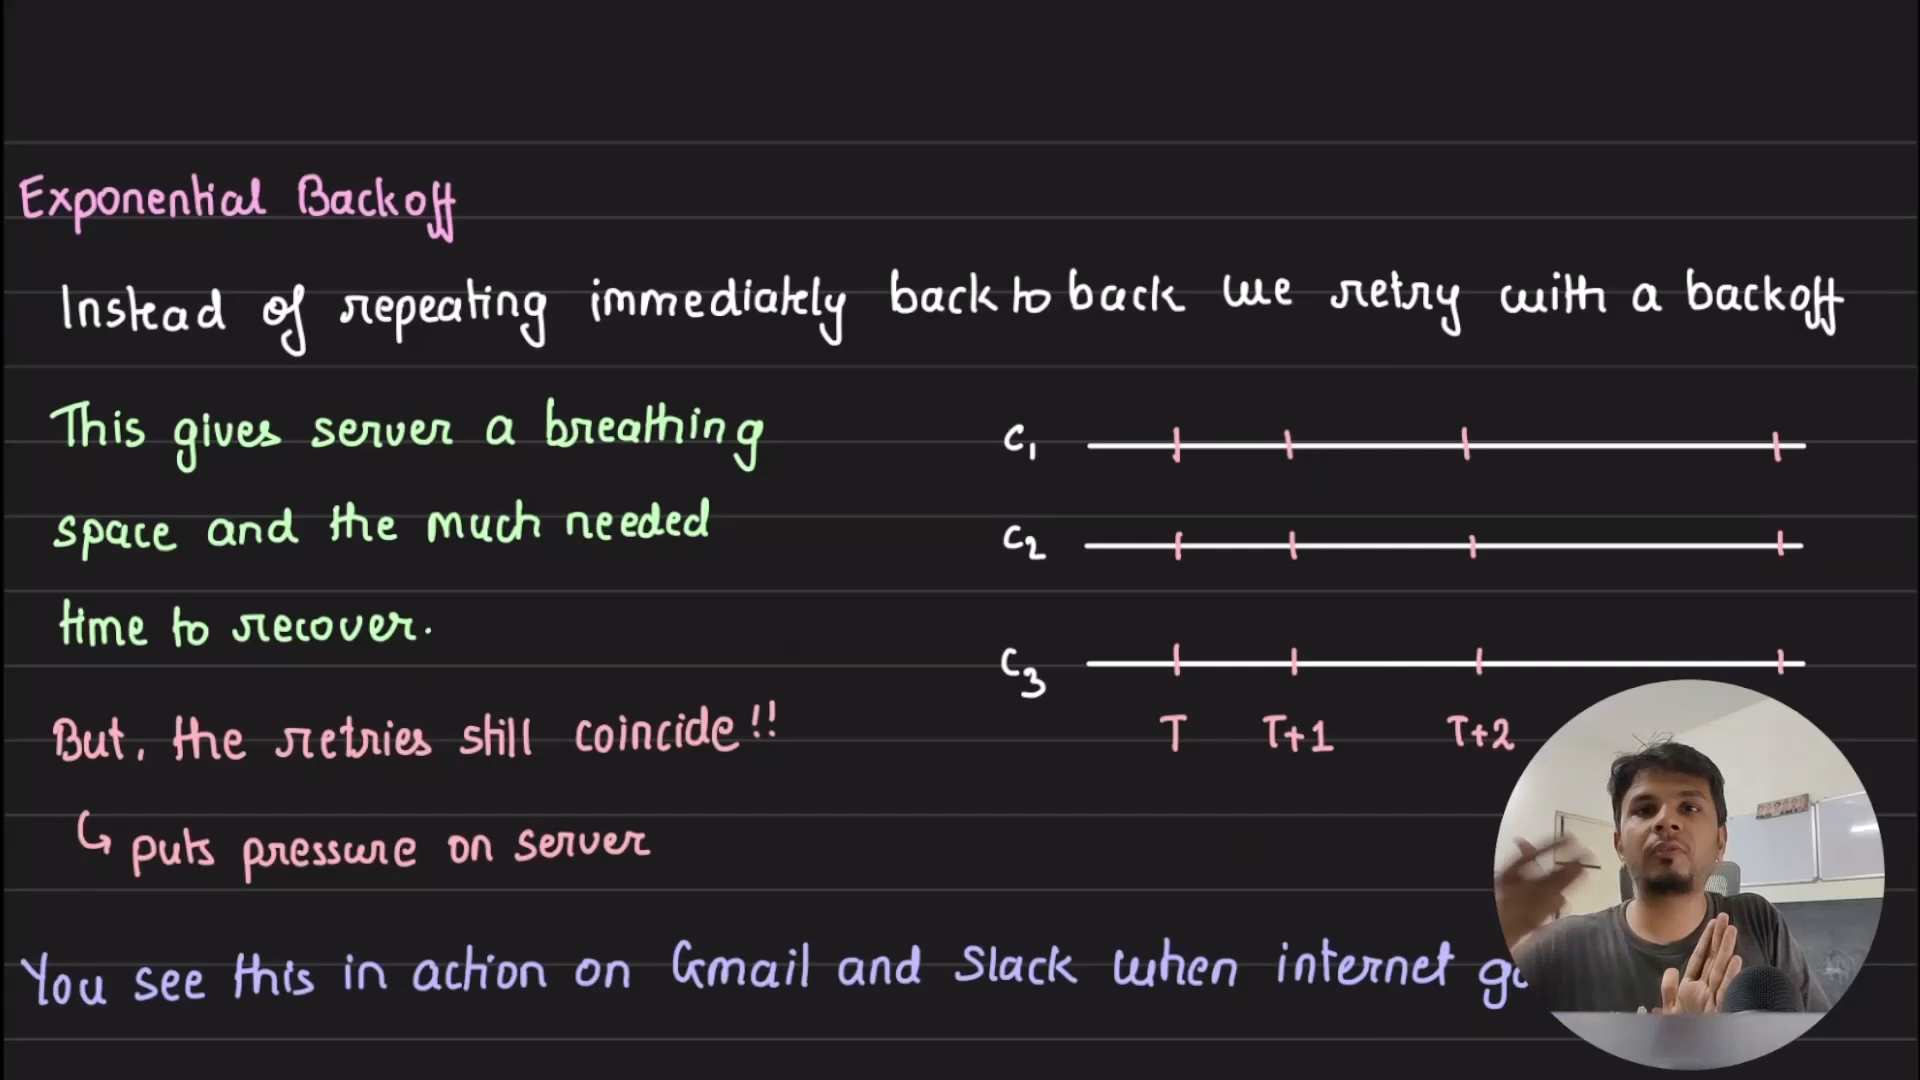 Exponential Backoff
Instead of repeating immediately back to back we retry with a backoff
This gives server a breathing
space and the much needed
time to recover.
But, the retries still coincide!!
↳ puts pressure on server
C1
C2
C3
T T+1 T+2
You see this in action on Gmail and Slack when internet